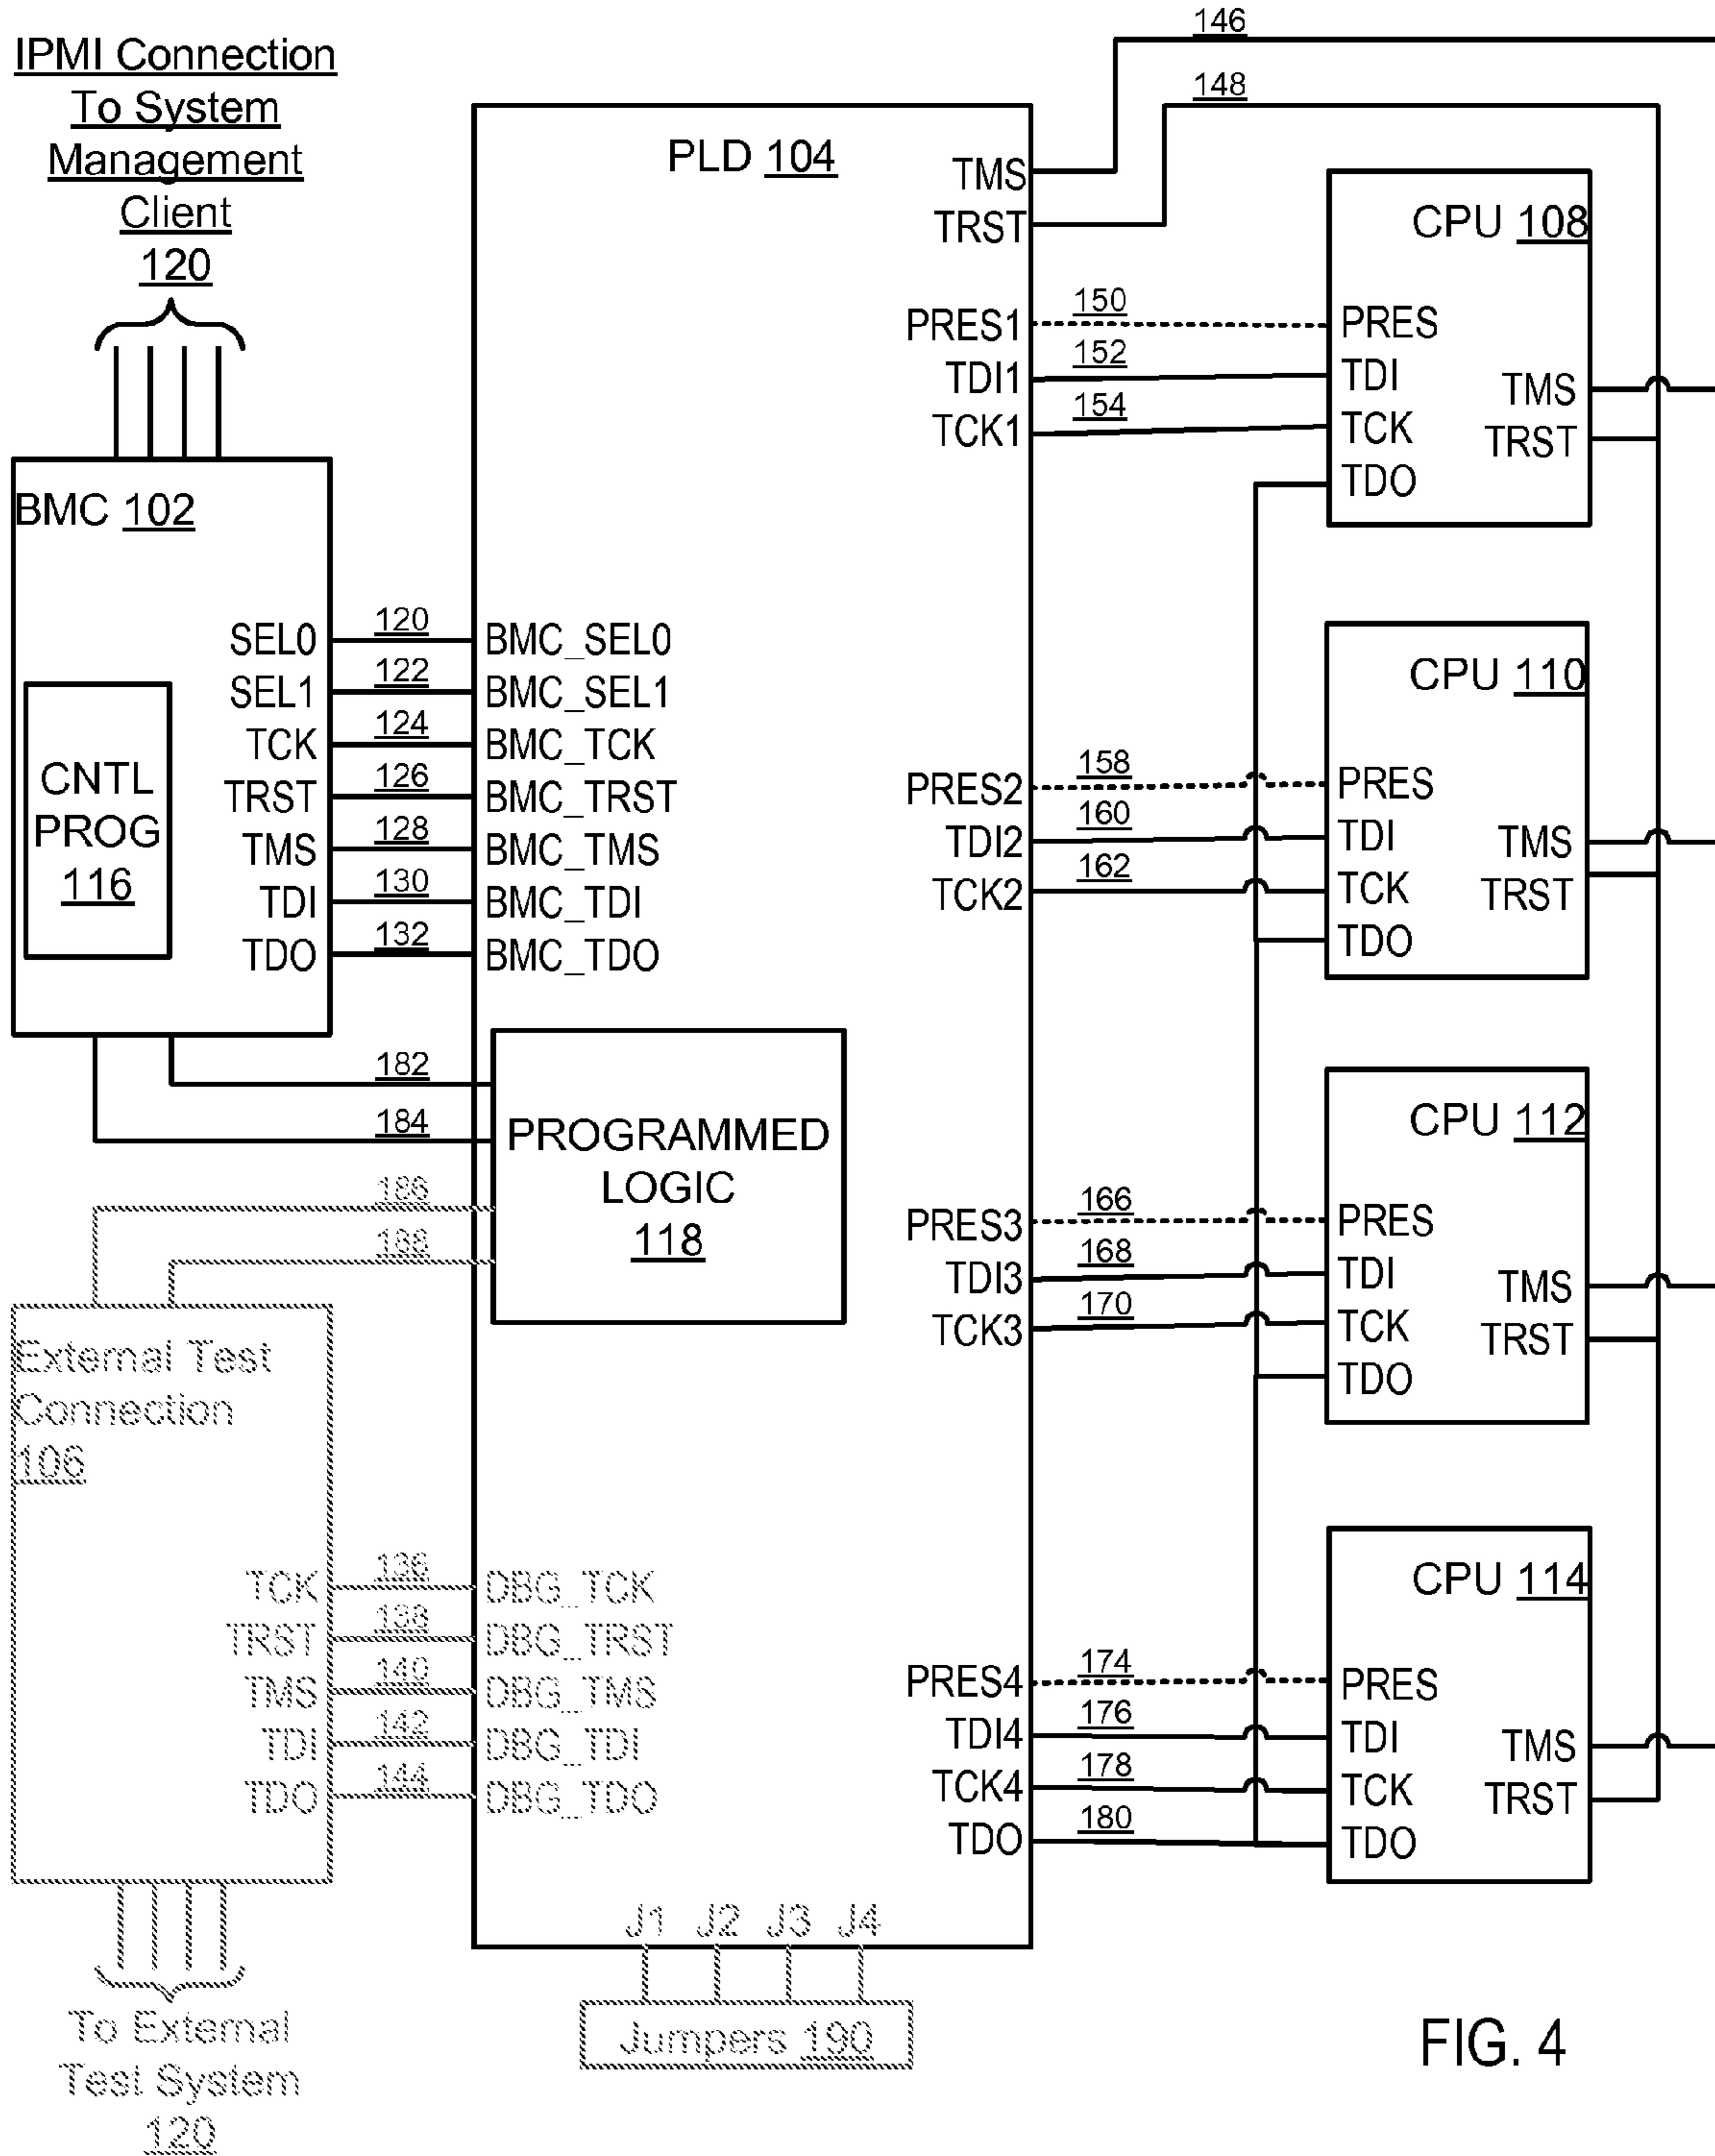 IPMI Connection
To System
Management
Client
120
BMC 102
CNTL
PROG
116
SEL0
SEL1
TCK
TRST
TMS
TDI
TDO
120
122
124
126
128
130
132
182
184
186
188
External Test
Connection
106
TCK
TRST
TMS
TDI
TDO
136
138
140
142
144
To External
Test System
120
PLD 104
BMC_SEL0
BMC_SEL1
BMC_TCK
BMC_TRST
BMC_TMS
BMC_TDI
BMC_TDO
PROGRAMMED
LOGIC
118
DBG_TCK
DBG_TRST
DBG_TMS
DBG_TDI
DBG_TDO
J1 J2 J3 J4
Jumpers 190
TMS
TRST
PRES1
TDI1
TCK1
PRES2
TDI2
TCK2
PRES3
TDI3
TCK3
PRES4
TDI4
TCK4
TDO
146
148
150
152
154
158
160
162
166
168
170
174
176
178
180
CPU 108
PRES
TDI
TCK
TDO
TMS
TRST
CPU 110
PRES
TDI
TCK
TDO
TMS
TRST
CPU 112
PRES
TDI
TCK
TDO
TMS
TRST
CPU 114
PRES
TDI
TCK
TDO
TMS
TRST
FIG. 4